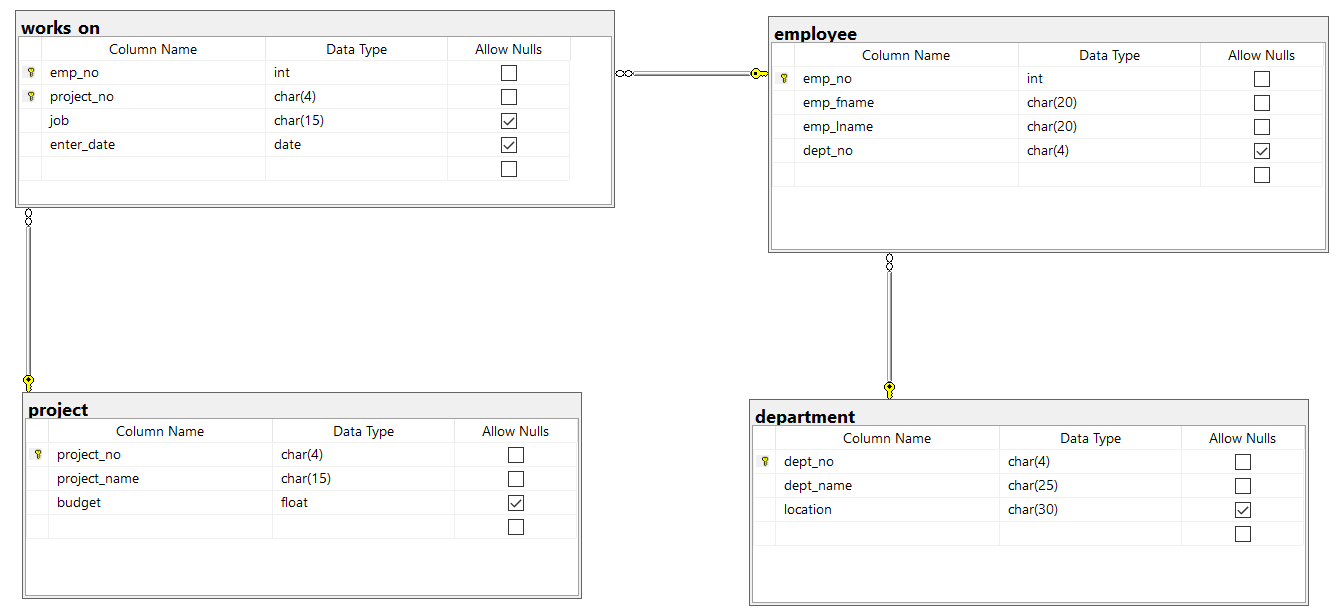 works_on
Column Name Data Type Allow Nulls
emp_no int
project_no char(4)
job char(15)
enter_date date
employee
Column Name Data Type Allow Nulls
emp_no int
emp_fname char(20)
emp_lname char(20)
dept_no char(4)
project
Column Name Data Type Allow Nulls
project_no char(4)
project_name char(15)
budget float
department
Column Name Data Type Allow Nulls
dept_no char(4)
dept_name char(25)
location char(30)